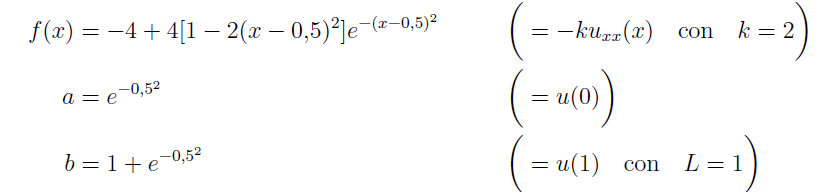 f(x) = −4 + 4[1 − 2(x − 0,5)²]e^{−(x−0,5)²} ( = −ku_{xx}(x) con k = 2 )
a = e^{−0,5²} ( = u(0) )
b = 1 + e^{−0,5²} ( = u(1) con L = 1 )